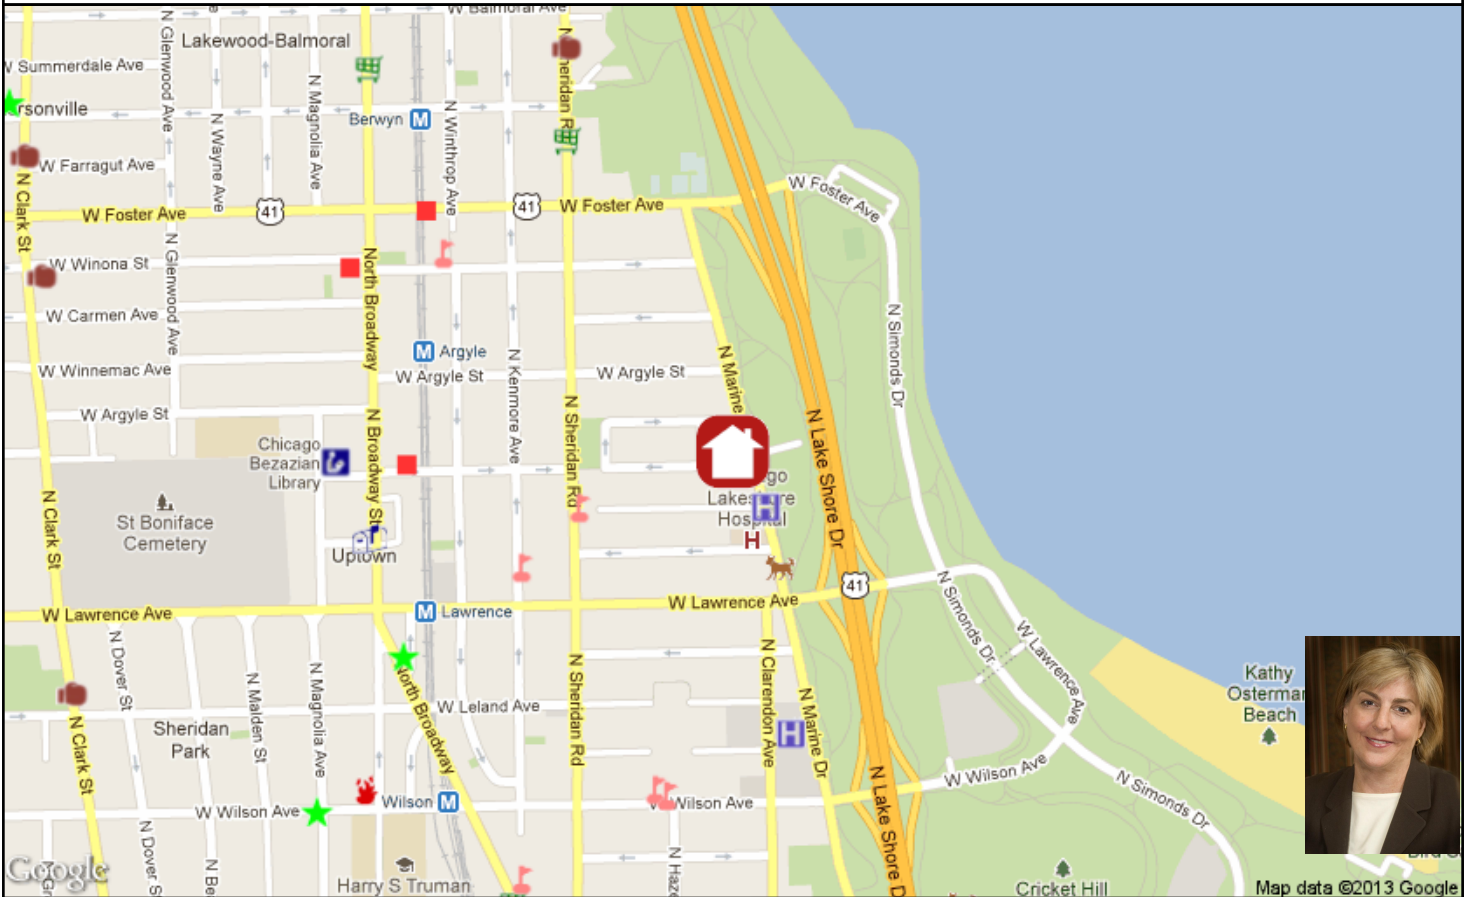 W Balmoral Ave
Lakewood-Balmoral
N Glenwood Ave
W Summerdale Ave
N Magnolia Ave
N Wayne Ave
Berwyn
M
N Winthrop Ave
W Farragut Ave
N Clark St
W Foster Ave
41
41
W Foster Ave
W Foster Ave
W Winona St
North Broadway
N Glenwood Ave
W Carmen Ave
N Simonds Dr
M
Argyle
N Marine
W Winnemac Ave
W Argyle St
W Argyle St
N Kenmore Ave
W Argyle St
N Broadway St
N Sheridan Rd
N Lake Shore Dr
Chicago
Bezazian
Library
N Clark St
St Boniface
Cemetery
H
Hospital
H
Uptown
41
W Lawrence Ave
M
Lawrence
W Lawrence Ave
N Simonds Dr
W Lawrence Ave
N Dover St
N Malden St
N Magnolia Ave
North Broadway
N Sheridan Rd
N Clarendon Ave
N Marine Dr
Kathy
Osterman
Beach
W Leland Ave
Sheridan
Park
N Clark St
H
W Wilson Ave
N Simonds Dr
W Wilson Ave
Wilson
M
W Wilson Ave
N Lake Shore D
N Dover St
Google
Harry S Truman
Cricket Hill
Map data ©2013 Google